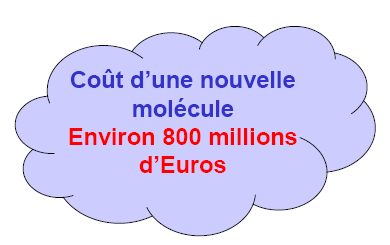 Coût d’une nouvelle
molécule
Environ 800 millions
d’Euros